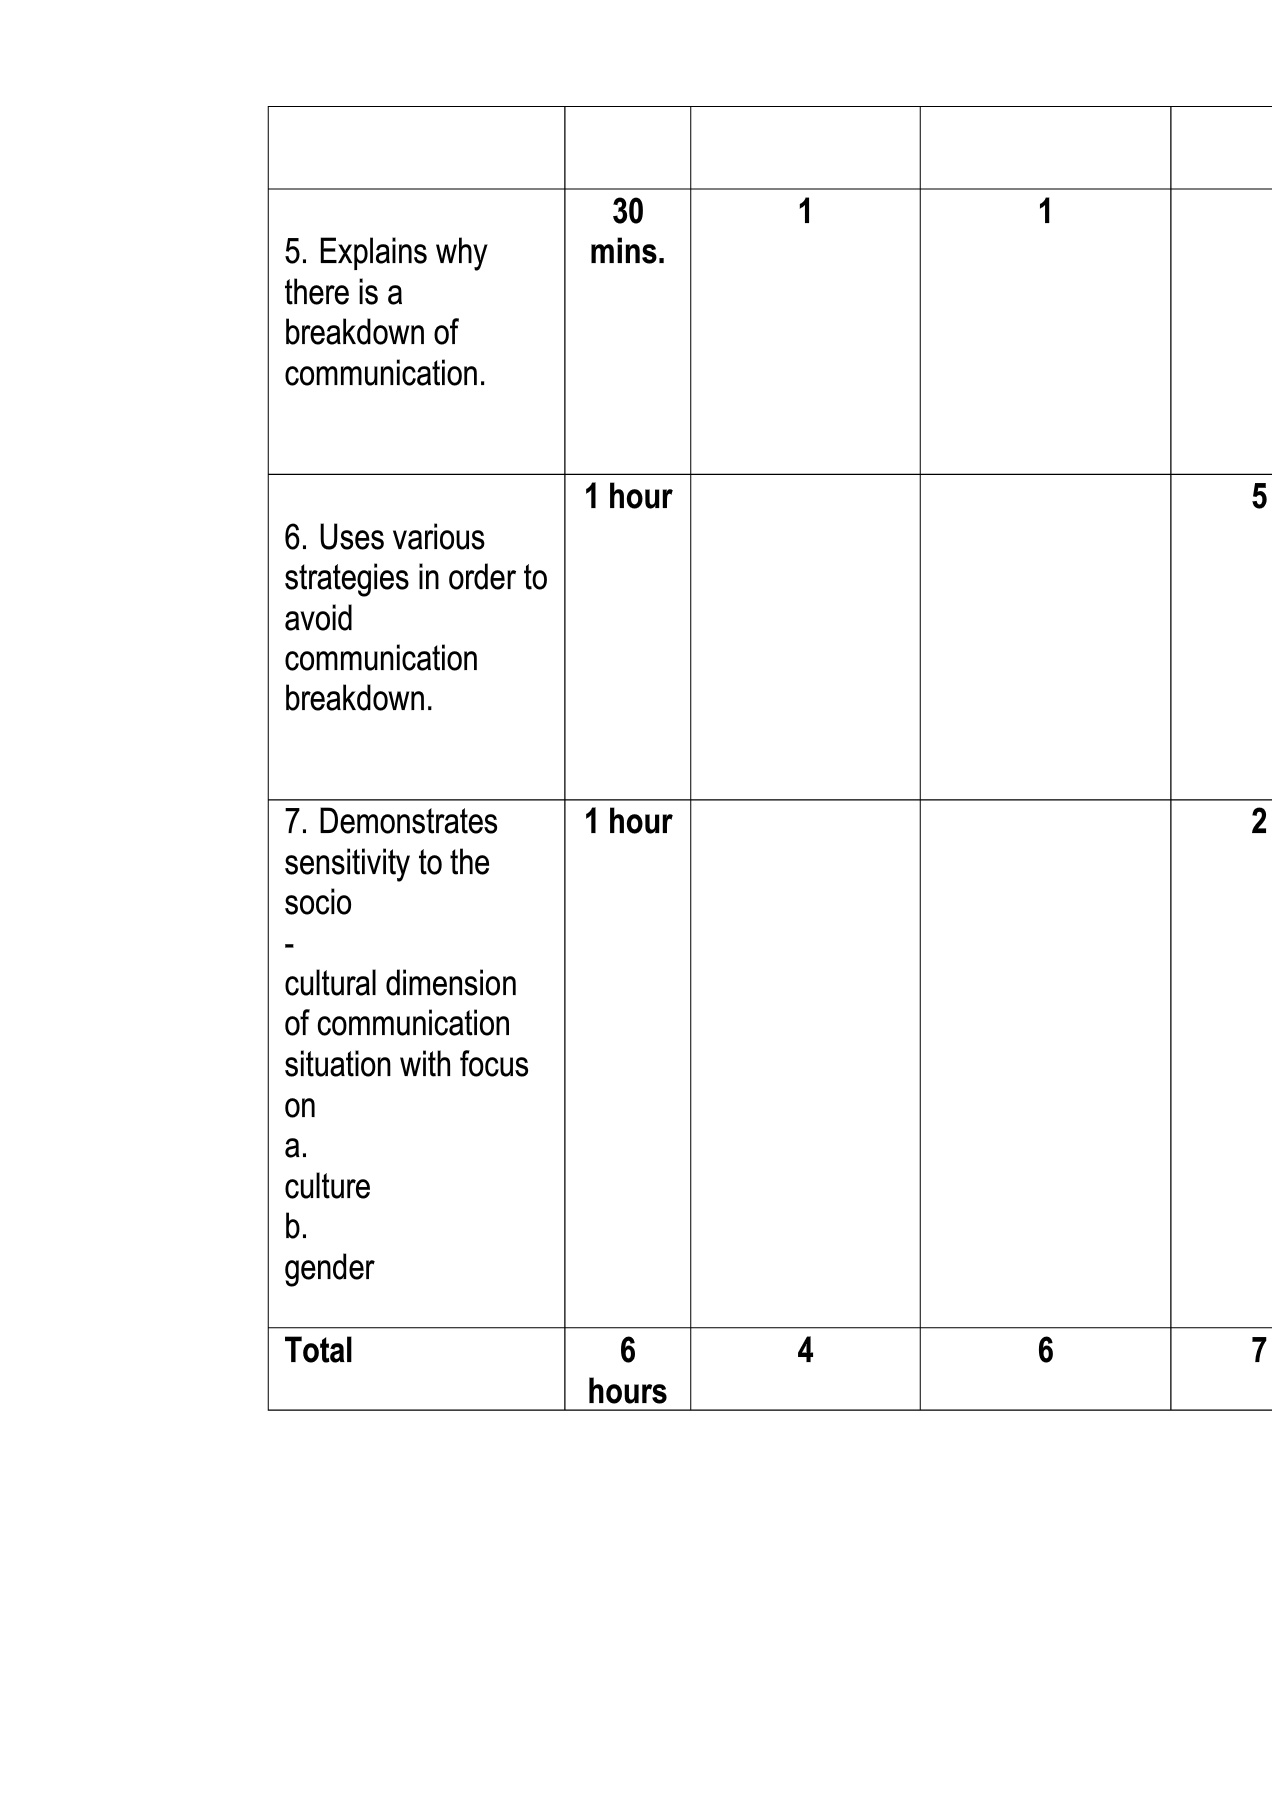 30
mins.
1
1
5. Explains why
there is a
breakdown of
communication.
1 hour
5
6. Uses various
strategies in order to
avoid
communication
breakdown.
7. Demonstrates
sensitivity to the
socio
-
cultural dimension
of communication
situation with focus
on
a.
culture
b.
gender
1 hour
2
Total
6
hours
4
6
7